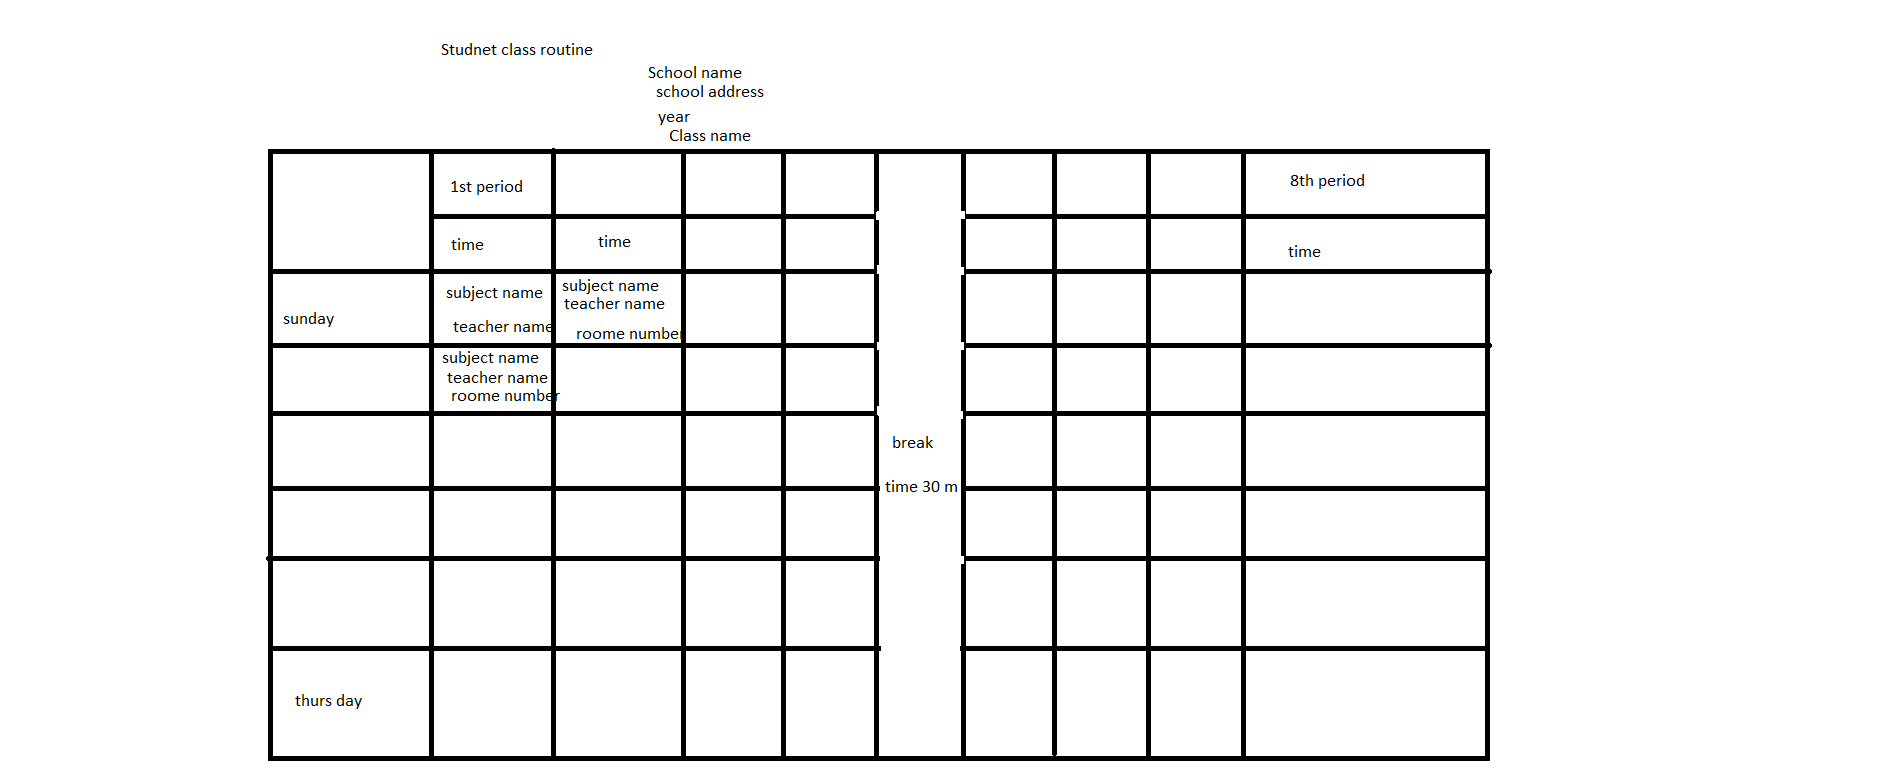 Studnet class routine
School name
school address
year
Class name
1st period
8th period
time
time
time
sunday
subject name
teacher name
subject name
teacher name
roome number
subject name
teacher name
roome number
break
time 30 m
thurs day